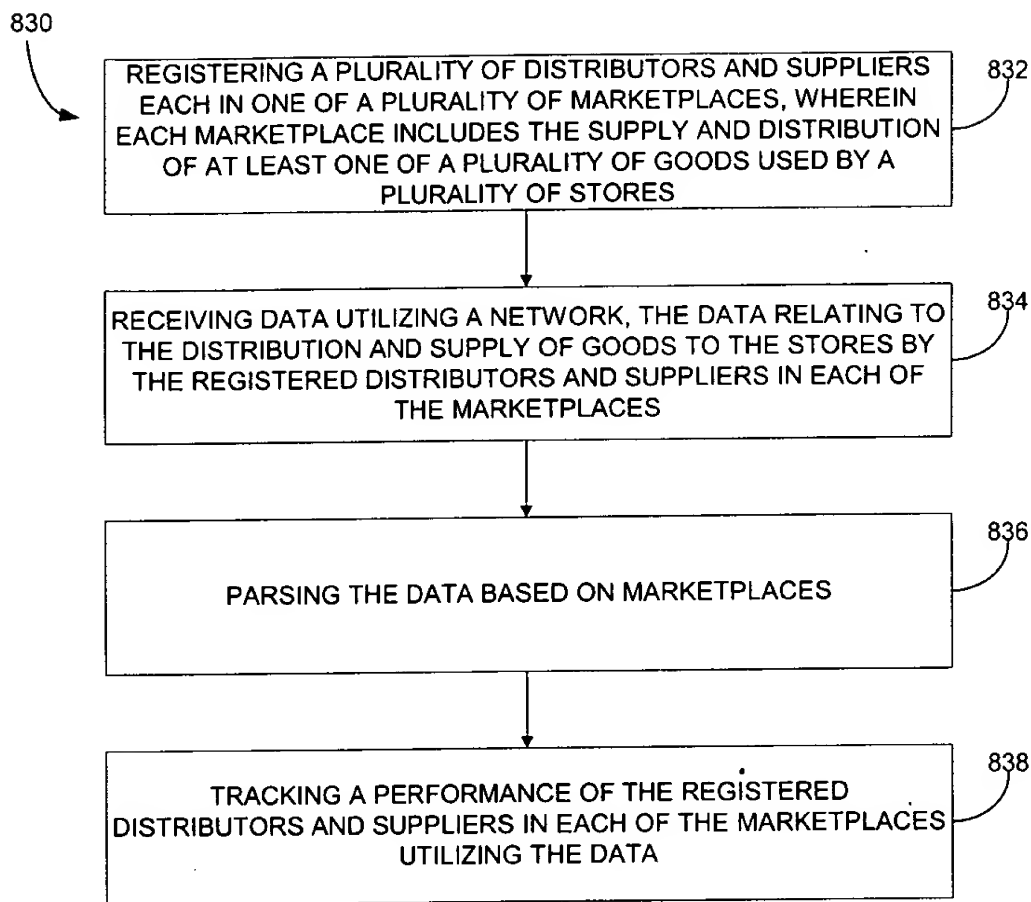 830
REGISTERING A PLURALITY OF DISTRIBUTORS AND SUPPLIERS
EACH IN ONE OF A PLURALITY OF MARKETPLACES, WHEREIN
EACH MARKETPLACE INCLUDES THE SUPPLY AND DISTRIBUTION
OF AT LEAST ONE OF A PLURALITY OF GOODS USED BY A
PLURALITY OF STORES
832
RECEIVING DATA UTILIZING A NETWORK, THE DATA RELATING TO
THE DISTRIBUTION AND SUPPLY OF GOODS TO THE STORES BY
THE REGISTERED DISTRIBUTORS AND SUPPLIERS IN EACH OF
THE MARKETPLACES
834
PARSING THE DATA BASED ON MARKETPLACES
836
TRACKING A PERFORMANCE OF THE REGISTERED
DISTRIBUTORS AND SUPPLIERS IN EACH OF THE MARKETPLACES
UTILIZING THE DATA
838